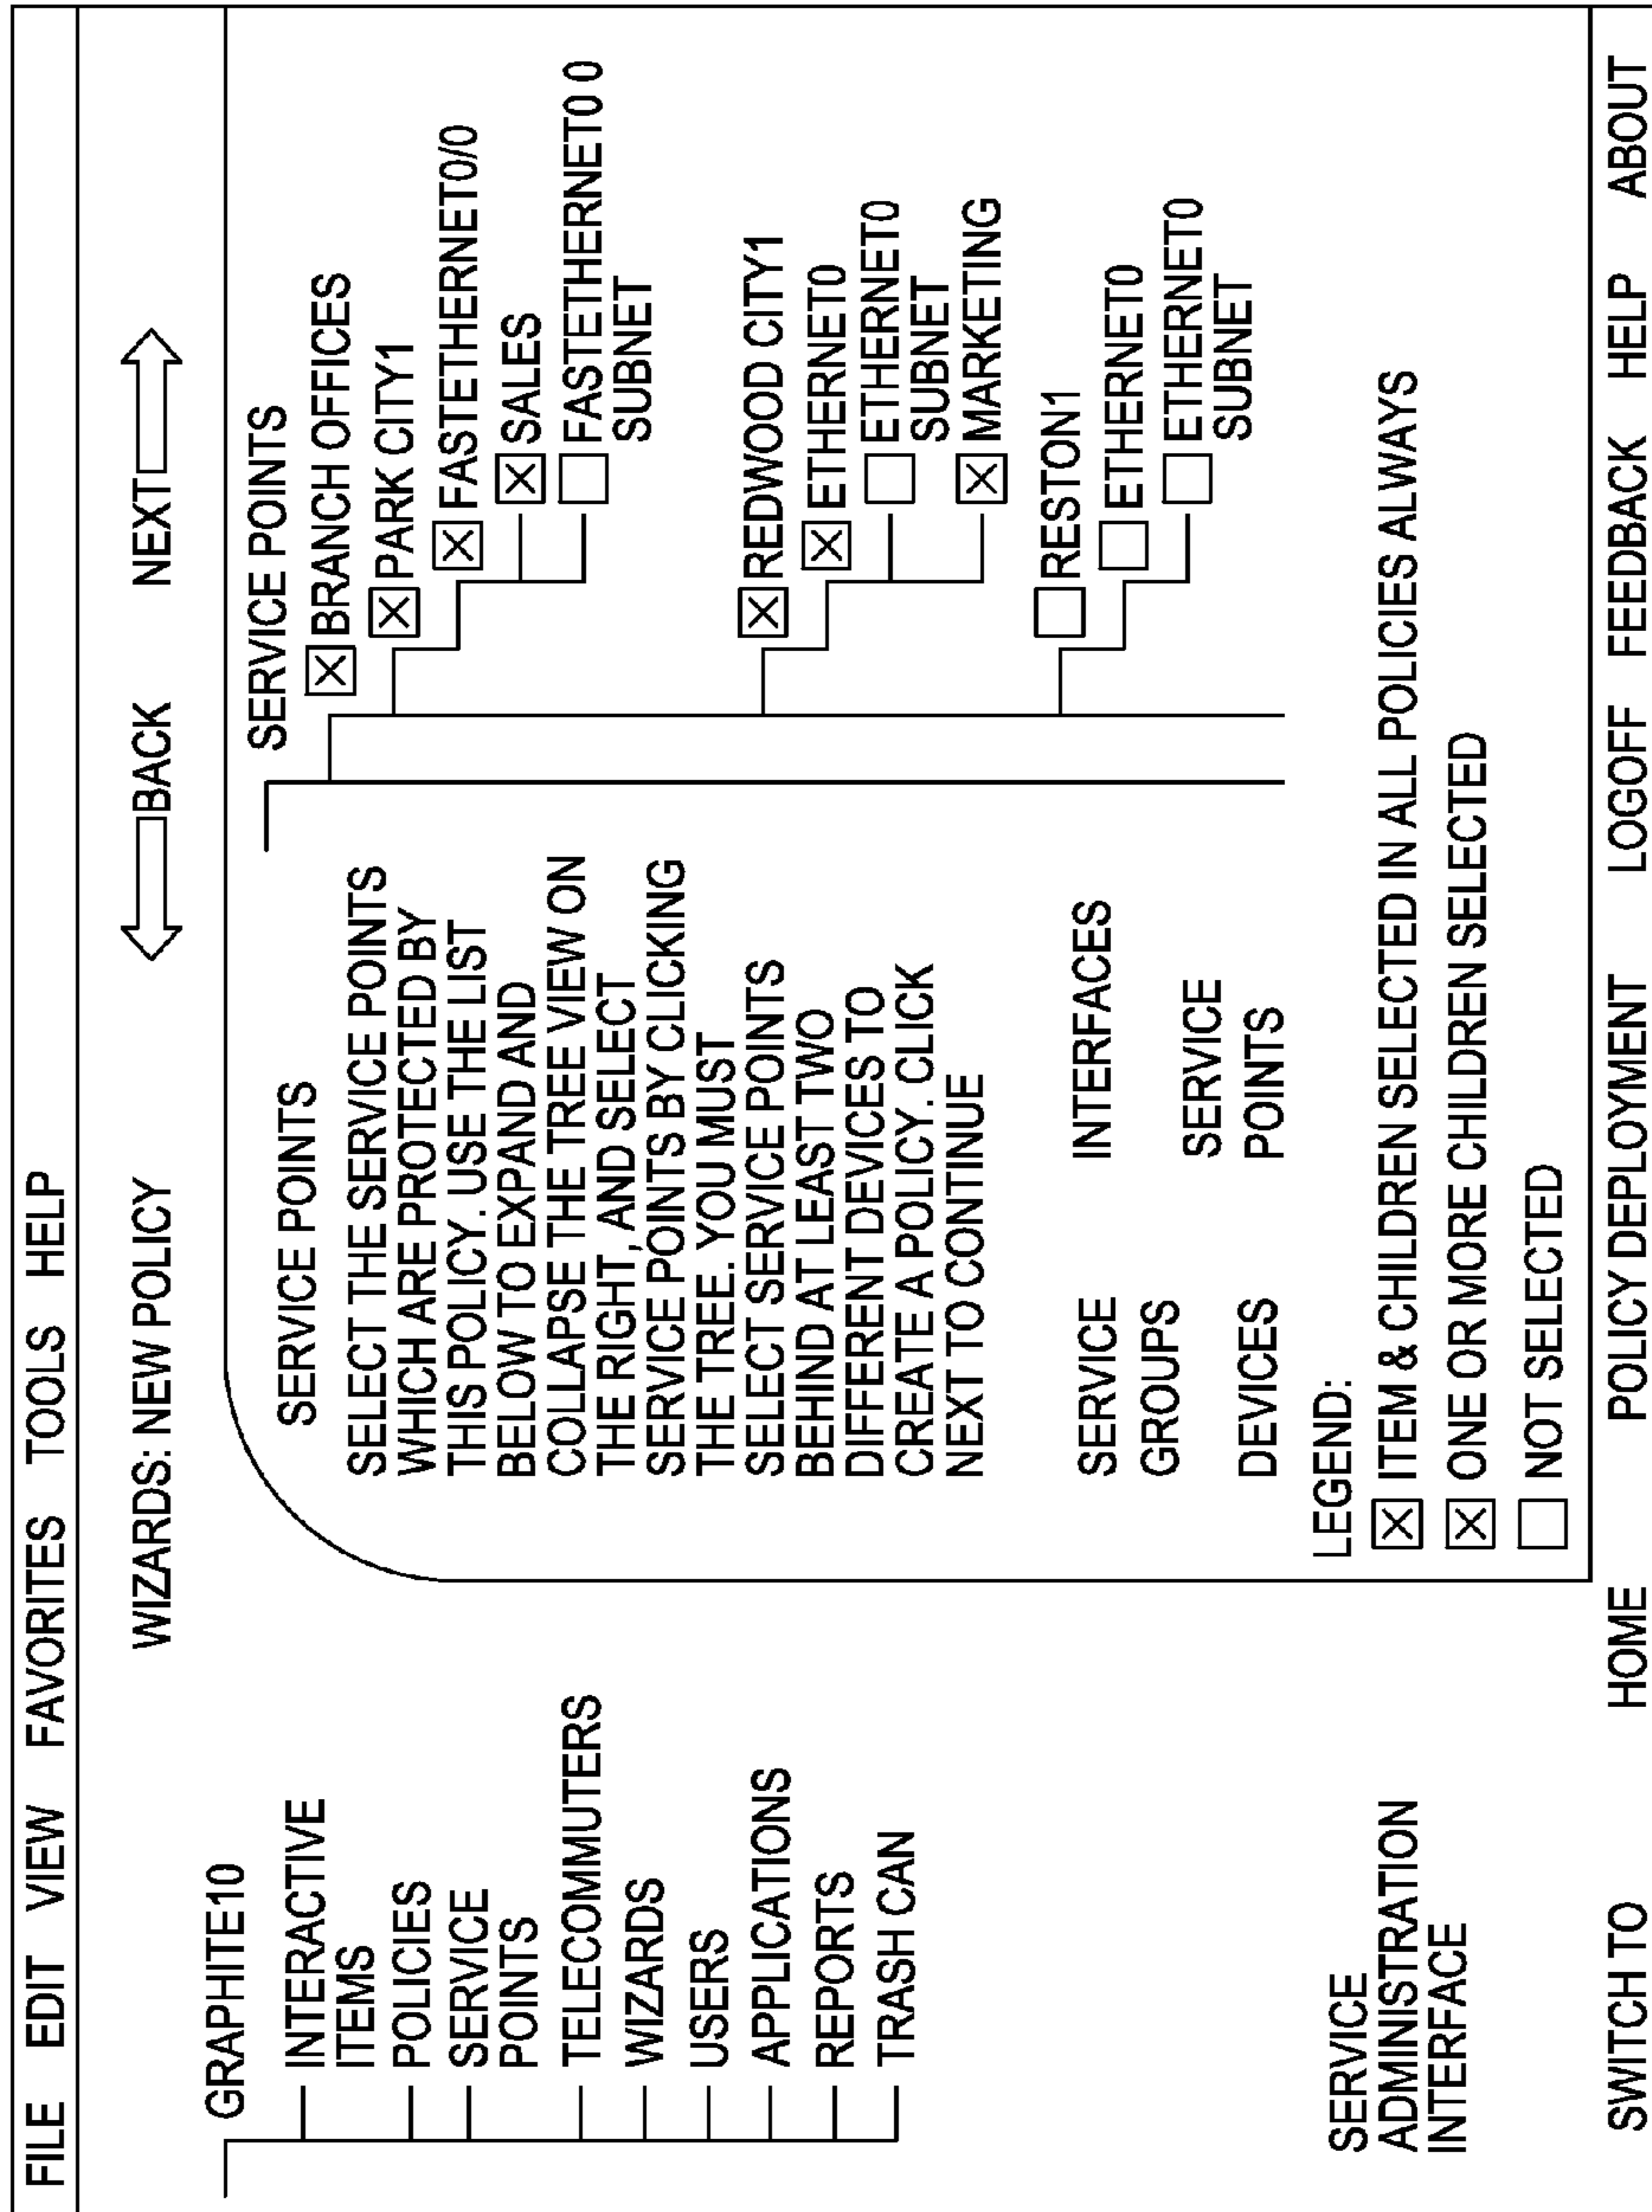 FILE EDIT VIEW FAVORITES TOOLS HELP
WIZARDS: NEW POLICY
BACK
NEXT
GRAPHITE10
INTERACTIVE
ITEMS
POLICIES
SERVICE
POINTS
TELECOMMUTERS
WIZARDS
USERS
APPLICATIONS
REPORTS
TRASH CAN
SERVICE
ADMINISTRATION
INTERFACE
SERVICE POINTS
SELECT THE SERVICE POINTS
WHICH ARE PROTECTED BY
THIS POLICY. USE THE LIST
BELOW TO EXPAND AND
COLLAPSE THE TREE VIEW ON
THE RIGHT, AND SELECT
SERVICE POINTS BY CLICKING
THE TREE. YOU MUST
SELECT SERVICE POINTS
BEHIND AT LEAST TWO
DIFFERENT DEVICES TO
CREATE A POLICY. CLICK
NEXT TO CONTINUE
SERVICE
GROUPS
INTERFACES
DEVICES
SERVICE
POINTS
SERVICE POINTS
BRANCH OFFICES
PARK CITY1
FASTETHERNET0/0
SALES
FASTETHERNET0 0
SUBNET
REDWOOD CITY1
ETHERNET0
ETHERNET0
SUBNET
MARKETING
RESTON1
ETHERNET0
ETHERNET0
SUBNET
LEGEND:
ITEM & CHILDREN SELECTED IN ALL POLICIES ALWAYS
ONE OR MORE CHILDREN SELECTED
NOT SELECTED
SWITCH TO HOME POLICY DEPLOYMENT LOGOFF FEEDBACK HELP ABOUT